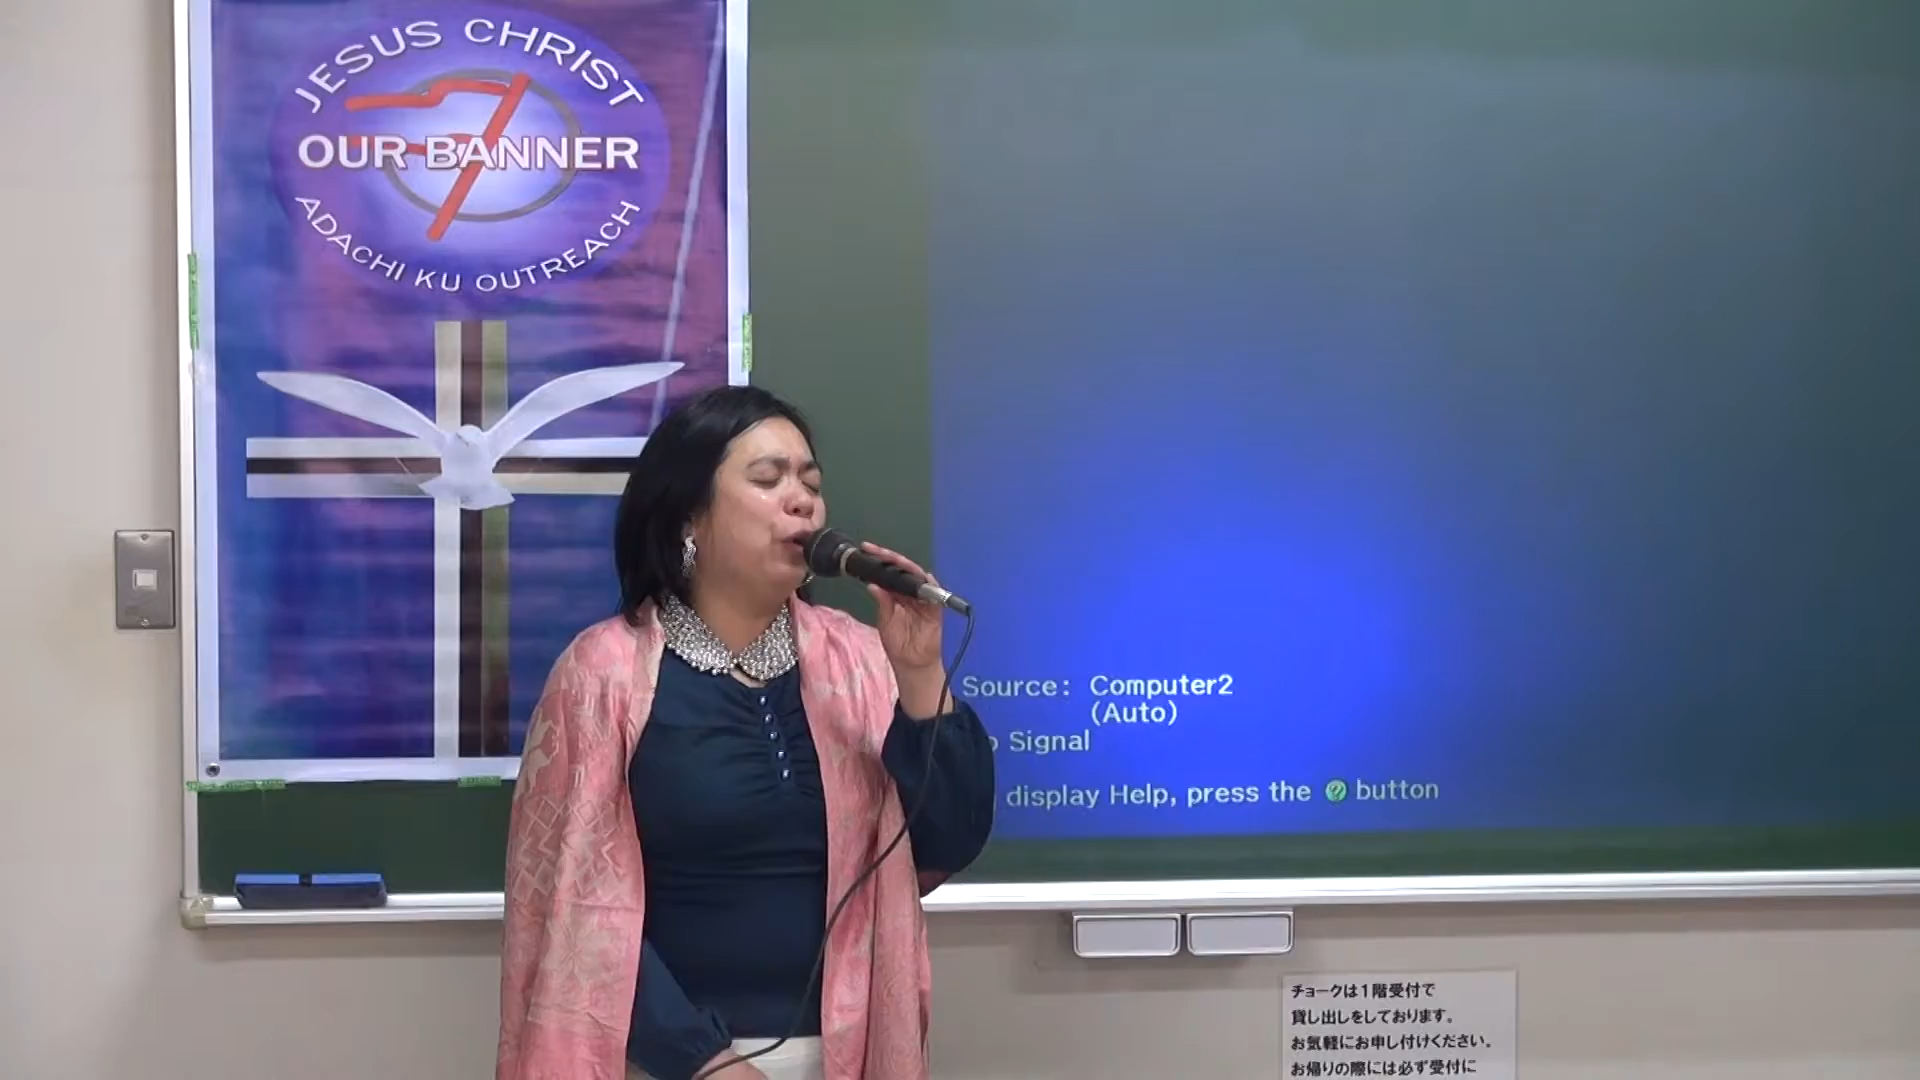 JESUS CHRIST
OUR BANNER
ADACHI KU OUTREACH
Source: Computer2
(Auto)
Signal
display Help, press the ? button
チョークは1階受付で
貸し出しをしております。
お気軽にお申し付けください。
お帰りの際には必ず受付に